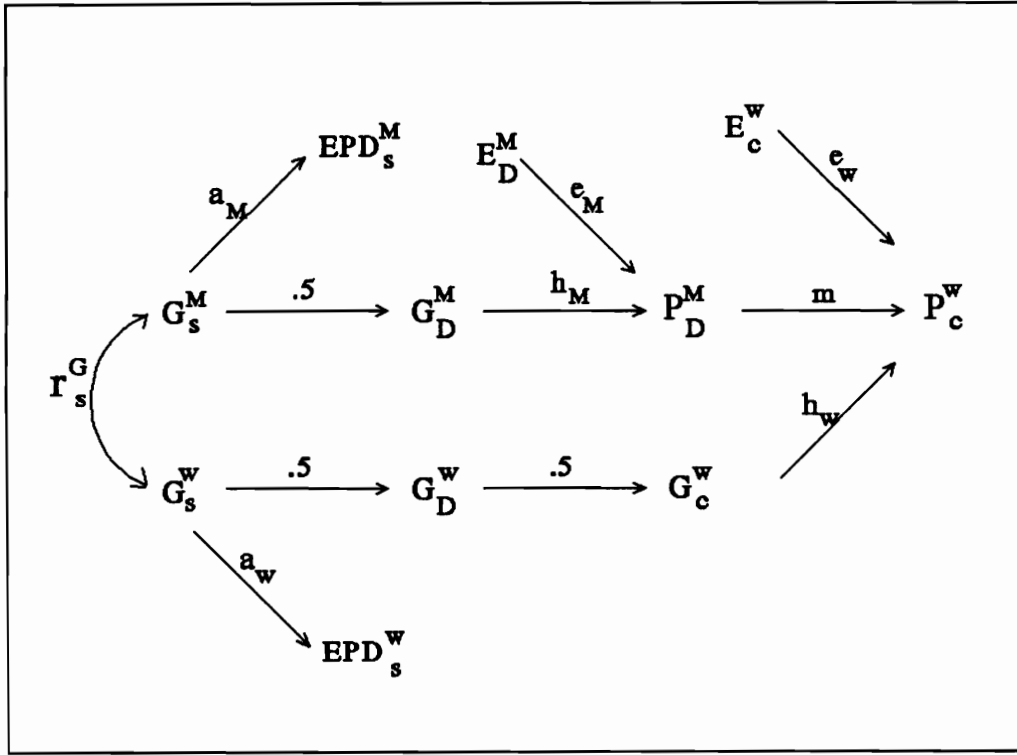 EPD_s^M E_D^M E_c^w
a_M e_M e_w
.5 h_M m
G_s^M G_D^M P_D^M P_c^w
r_s^G
h_w
.5 .5
G_s^w G_D^w G_c^w
a_w
EPD_s^w